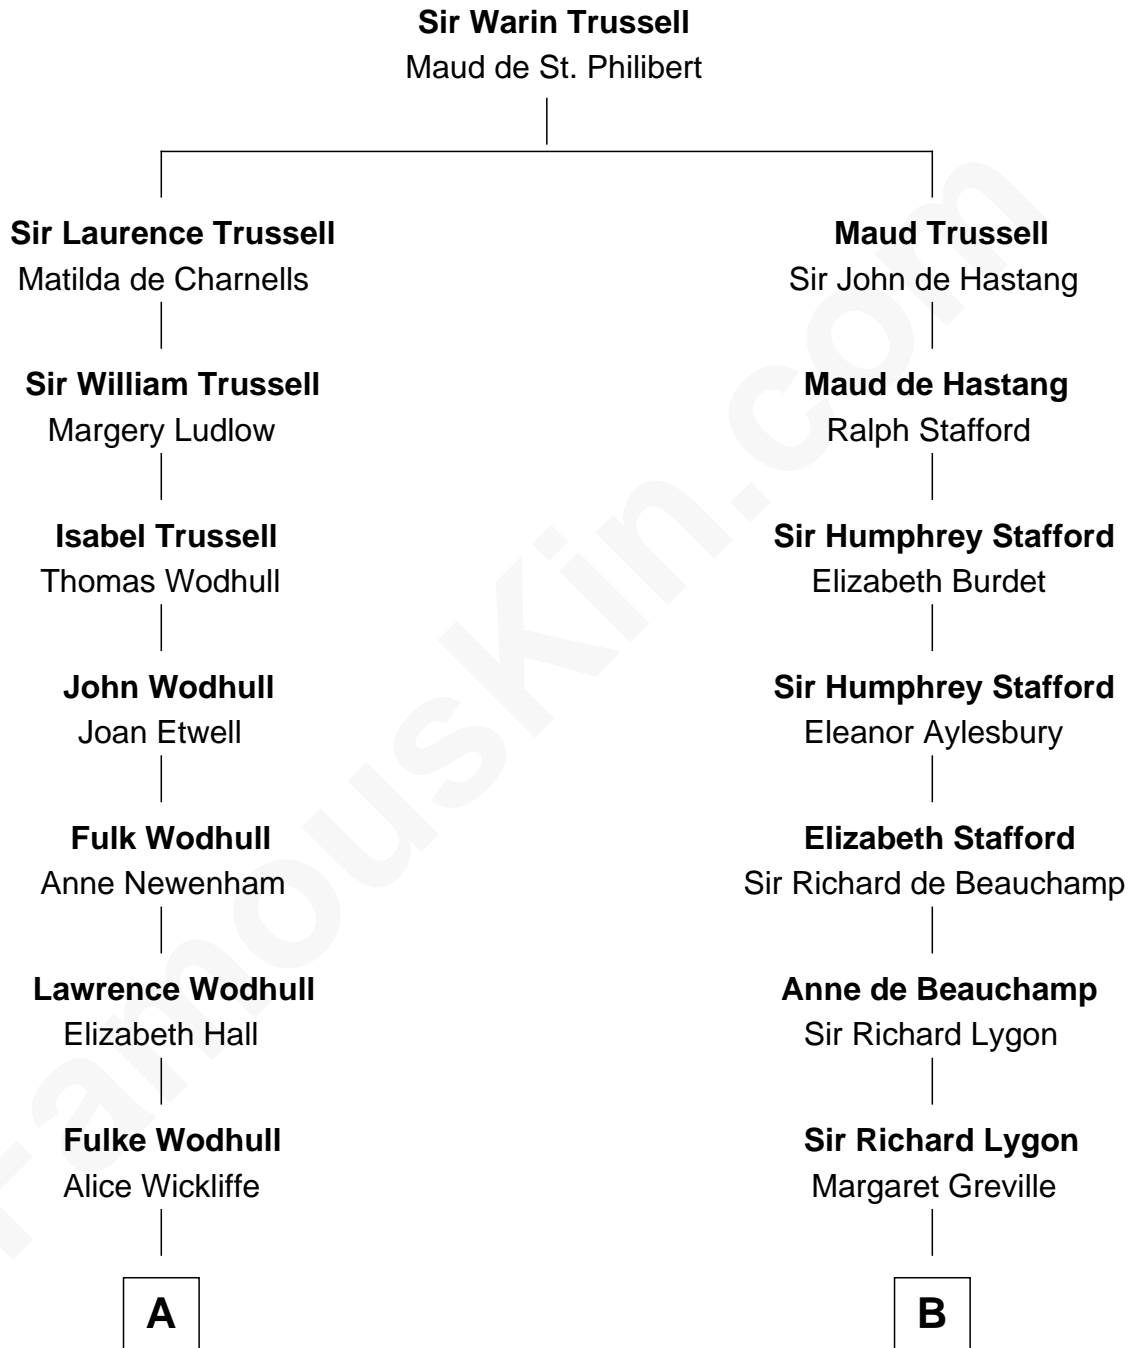 Sir Warin Trussell
Maud de St. Philibert
Sir Laurence Trussell
Matilda de Charnells
Maud Trussell
Sir John de Hastang
Sir William Trussell
Margery Ludlow
Maud de Hastang
Ralph Stafford
Isabel Trussell
Thomas Wodhull
Sir Humphrey Stafford
Elizabeth Burdet
John Wodhull
Joan Etwell
Sir Humphrey Stafford
Eleanor Aylesbury
Fulk Wodhull
Anne Newenham
Elizabeth Stafford
Sir Richard de Beauchamp
Lawrence Wodhull
Elizabeth Hall
Anne de Beauchamp
Sir Richard Lygon
Fulke Wodhull
Alice Wickliffe
Sir Richard Lygon
Margaret Greville
A
B
FamousKin.com